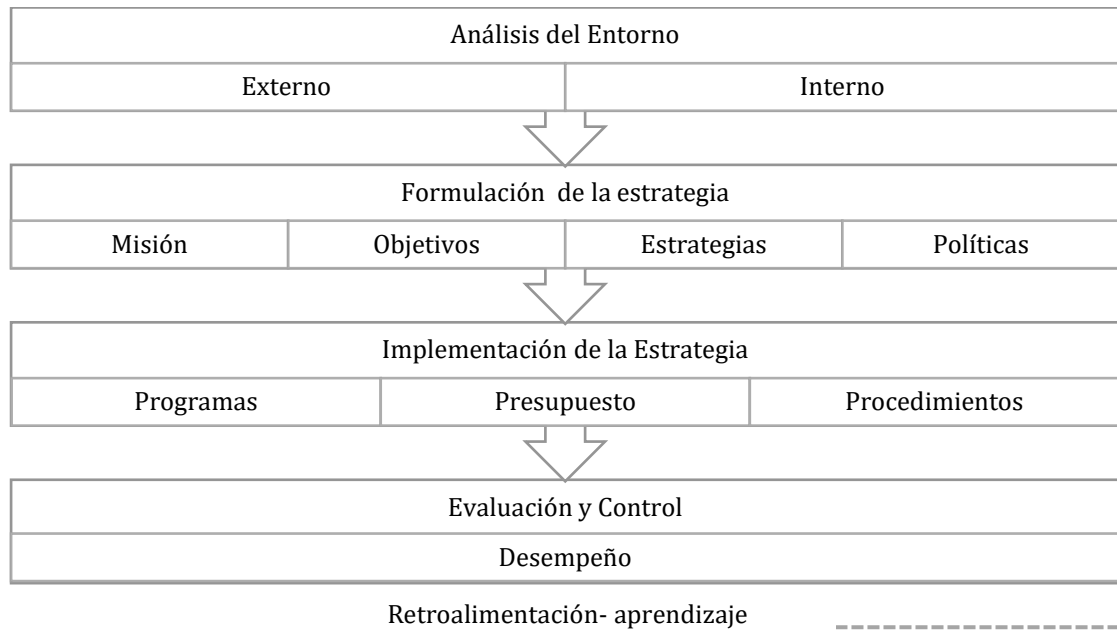 Análisis del Entorno
Externo Interno
Formulación de la estrategia
Misión Objetivos Estrategias Políticas
Implementación de la Estrategia
Programas Presupuesto Procedimientos
Evaluación y Control
Desempeño
Retroalimentación- aprendizaje